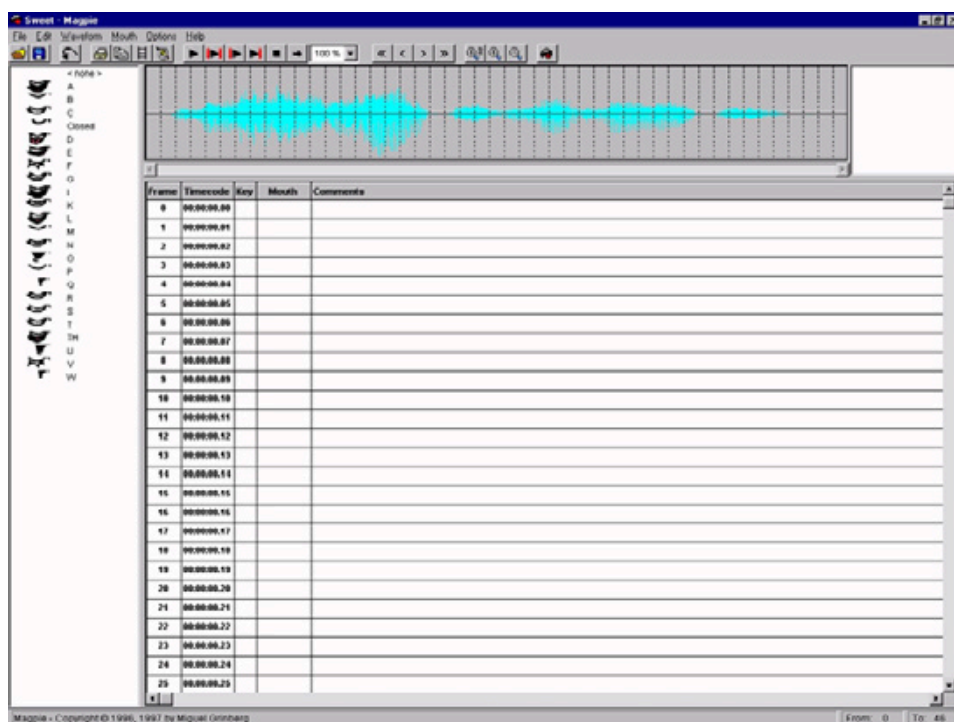 Sweet - Magpie
File Edit Waveform Mouth Options Help
100 %
< none >
A
B
C
Closed
D
E
F
G
I
K
L
M
N
O
P
Q
R
S
T
TH
U
V
W
Frame Timecode Key Mouth Comments
0 00:00:00.00
1 00:00:00.01
2 00:00:00.02
3 00:00:00.03
4 00:00:00.04
5 00:00:00.05
6 00:00:00.06
7 00:00:00.07
8 00:00:00.08
9 00:00:00.09
10 00:00:00.10
11 00:00:00.11
12 00:00:00.12
13 00:00:00.13
14 00:00:00.14
15 00:00:00.15
16 00:00:00.16
17 00:00:00.17
18 00:00:00.18
19 00:00:00.19
20 00:00:00.20
21 00:00:00.21
22 00:00:00.22
23 00:00:00.23
24 00:00:00.24
25 00:00:00.25
Magpie - Copyright © 1996, 1997 by Miguel Grinberg
From: 0 To: 46